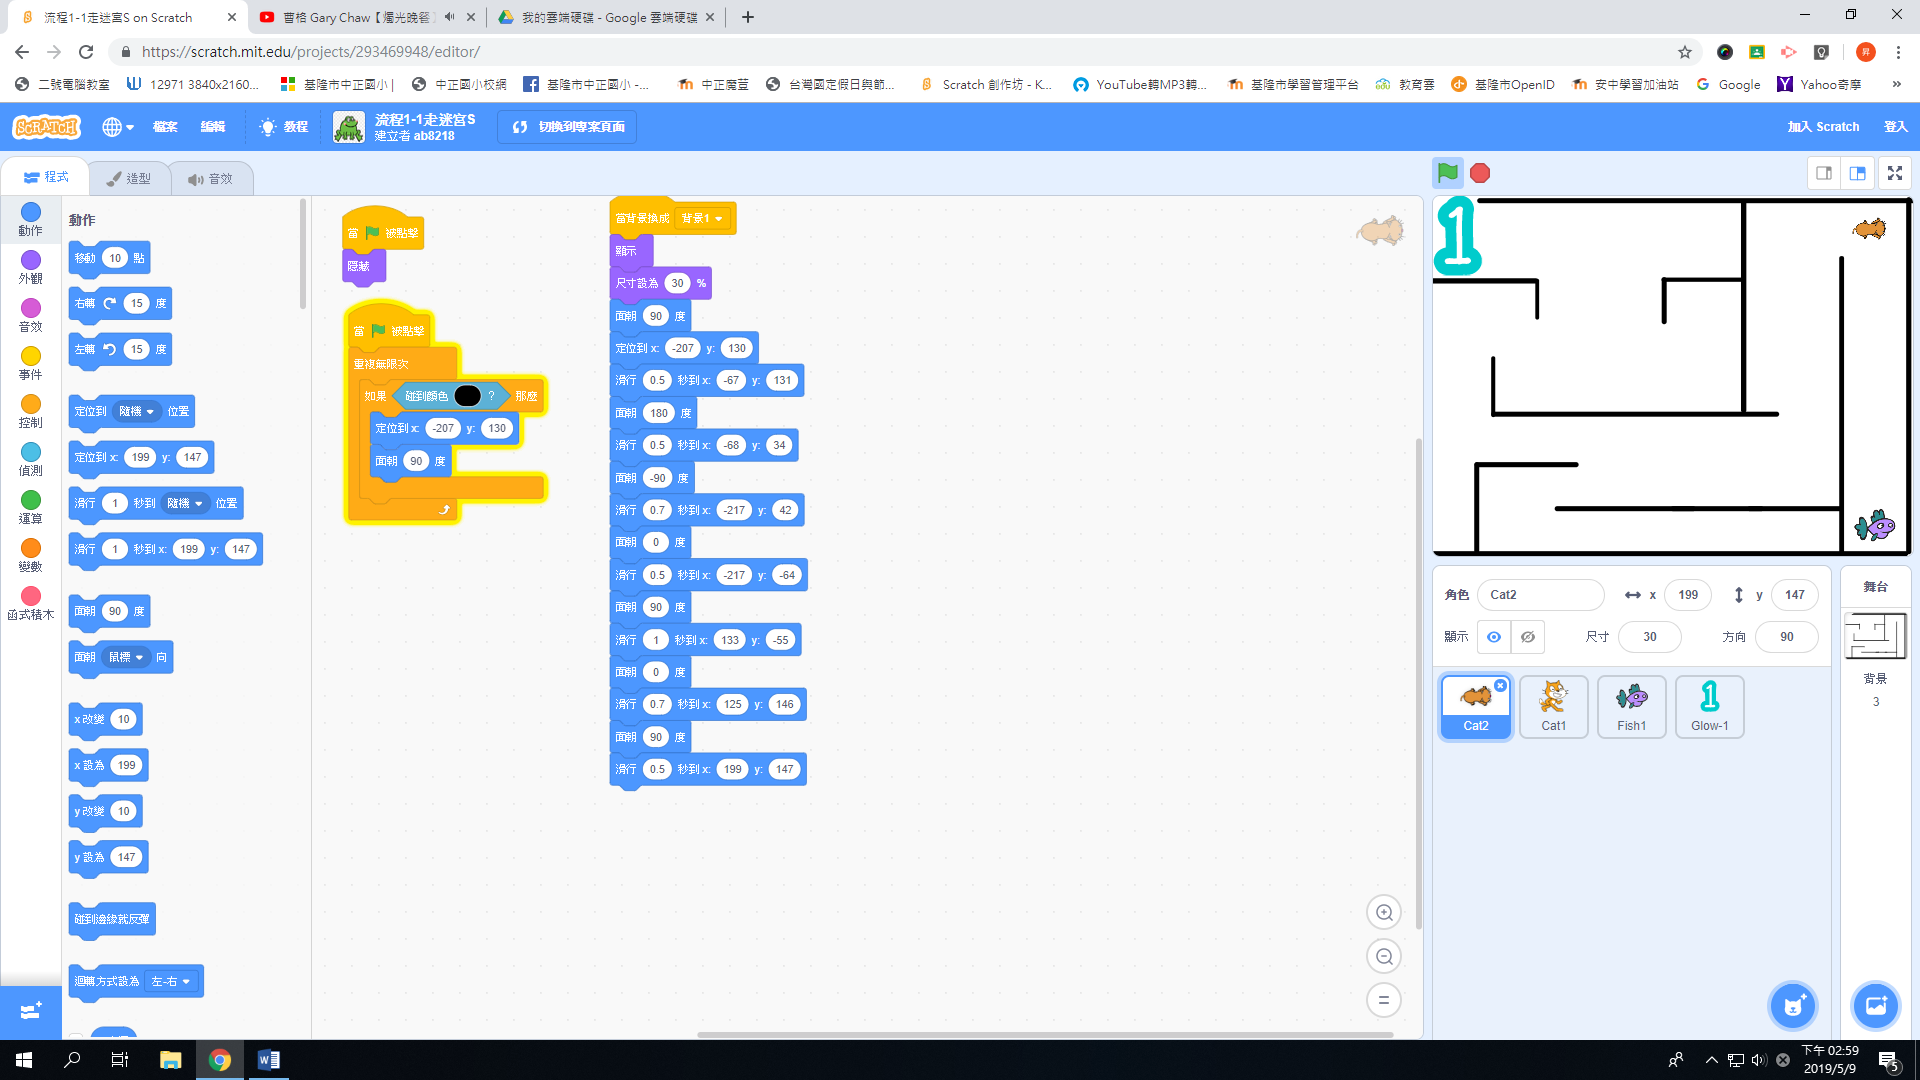 流程1-1走迷宮S on Scratch
曹格 Gary Chaw【燭光晚餐
我的雲端硬碟 - Google 雲端硬碟
https://scratch.mit.edu/projects/293469948/editor/
二號電腦教室
12971 3840x2160...
基隆市中正國小 |
中正國小校網
基隆市中正國小 -...
中正魔荳
台灣國定假日與節...
Scratch 創作坊 - K...
YouTube轉MP3轉...
基隆市學習管理平台
教育雲
基隆市OpenID
安中學習加油站
Google
Yahoo奇摩
»
SCRATCH
檔案
編輯
教程
流程1-1走迷宮S
建立者 ab8218
切換到專案頁面
加入 Scratch
登入
程式
造型
音效
動作
外觀
音效
事件
控制
偵測
運算
變數
函式積木
動作
移動 10 點
右轉 15 度
左轉 15 度
定位到 隨機 位置
定位到 x: 199 y: 147
滑行 1 秒到 隨機 位置
滑行 1 秒到 x: 199 y: 147
面朝 90 度
面朝 鼠標 向
x 改變 10
x 設為 199
y 改變 10
y 設為 147
碰到邊緣就反彈
迴轉方式設為 左-右
當 被點擊
隱藏
當 被點擊
重複無限次
如果 碰到顏色 ? 那麼
定位到 x: -207 y: 130
面朝 90 度
當背景換成 背景1
顯示
尺寸設為 30 %
面朝 90 度
定位到 x: -207 y: 130
滑行 0.5 秒到 x: -67 y: 131
面朝 180 度
滑行 0.5 秒到 x: -68 y: 34
面朝 -90 度
滑行 0.7 秒到 x: -217 y: 42
面朝 0 度
滑行 0.5 秒到 x: -217 y: -64
面朝 90 度
滑行 1 秒到 x: 133 y: -55
面朝 0 度
滑行 0.7 秒到 x: 125 y: 146
面朝 90 度
滑行 0.5 秒到 x: 199 y: 147
1
角色 Cat2 x 199 y 147
顯示 尺寸 30 方向 90
Cat2
Cat1
Fish1
1
Glow-1
舞台
背景
3
昇
下午 02:59
2019/5/9
5